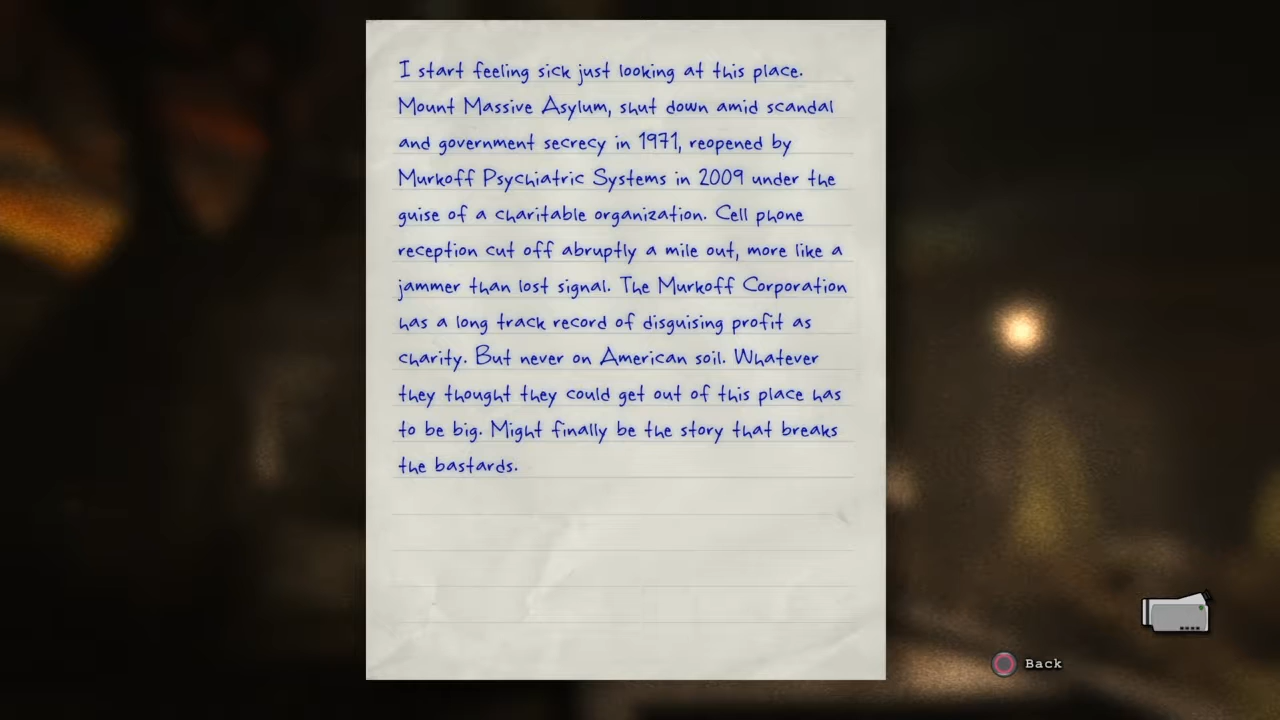 I start feeling sick just looking at this place.
Mount Massive Asylum, shut down amid scandal
and government secrecy in 1971, reopened by
Murkoff Psychiatric Systems in 2009 under the
guise of a charitable organization. Cell phone
reception cut off abruptly a mile out, more like a
jammer than lost signal. The Murkoff Corporation
has a long track record of disguising profit as
charity. But never on American soil. Whatever
they thought they could get out of this place has
to be big. Might finally be the story that breaks
the bastards.
Back